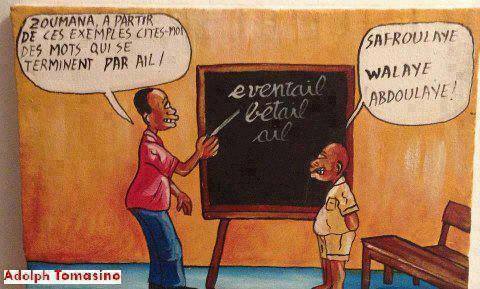 ZOUMANA, A PARTIR
DE CES EXEMPLES CITES-MOI
DES MOTS QUI SE
TERMINENT PAR AIL!
SAFROULAYE
WALAYE
ABDOULAYE!
eventail
bétail
ail
Adolph Tomasino